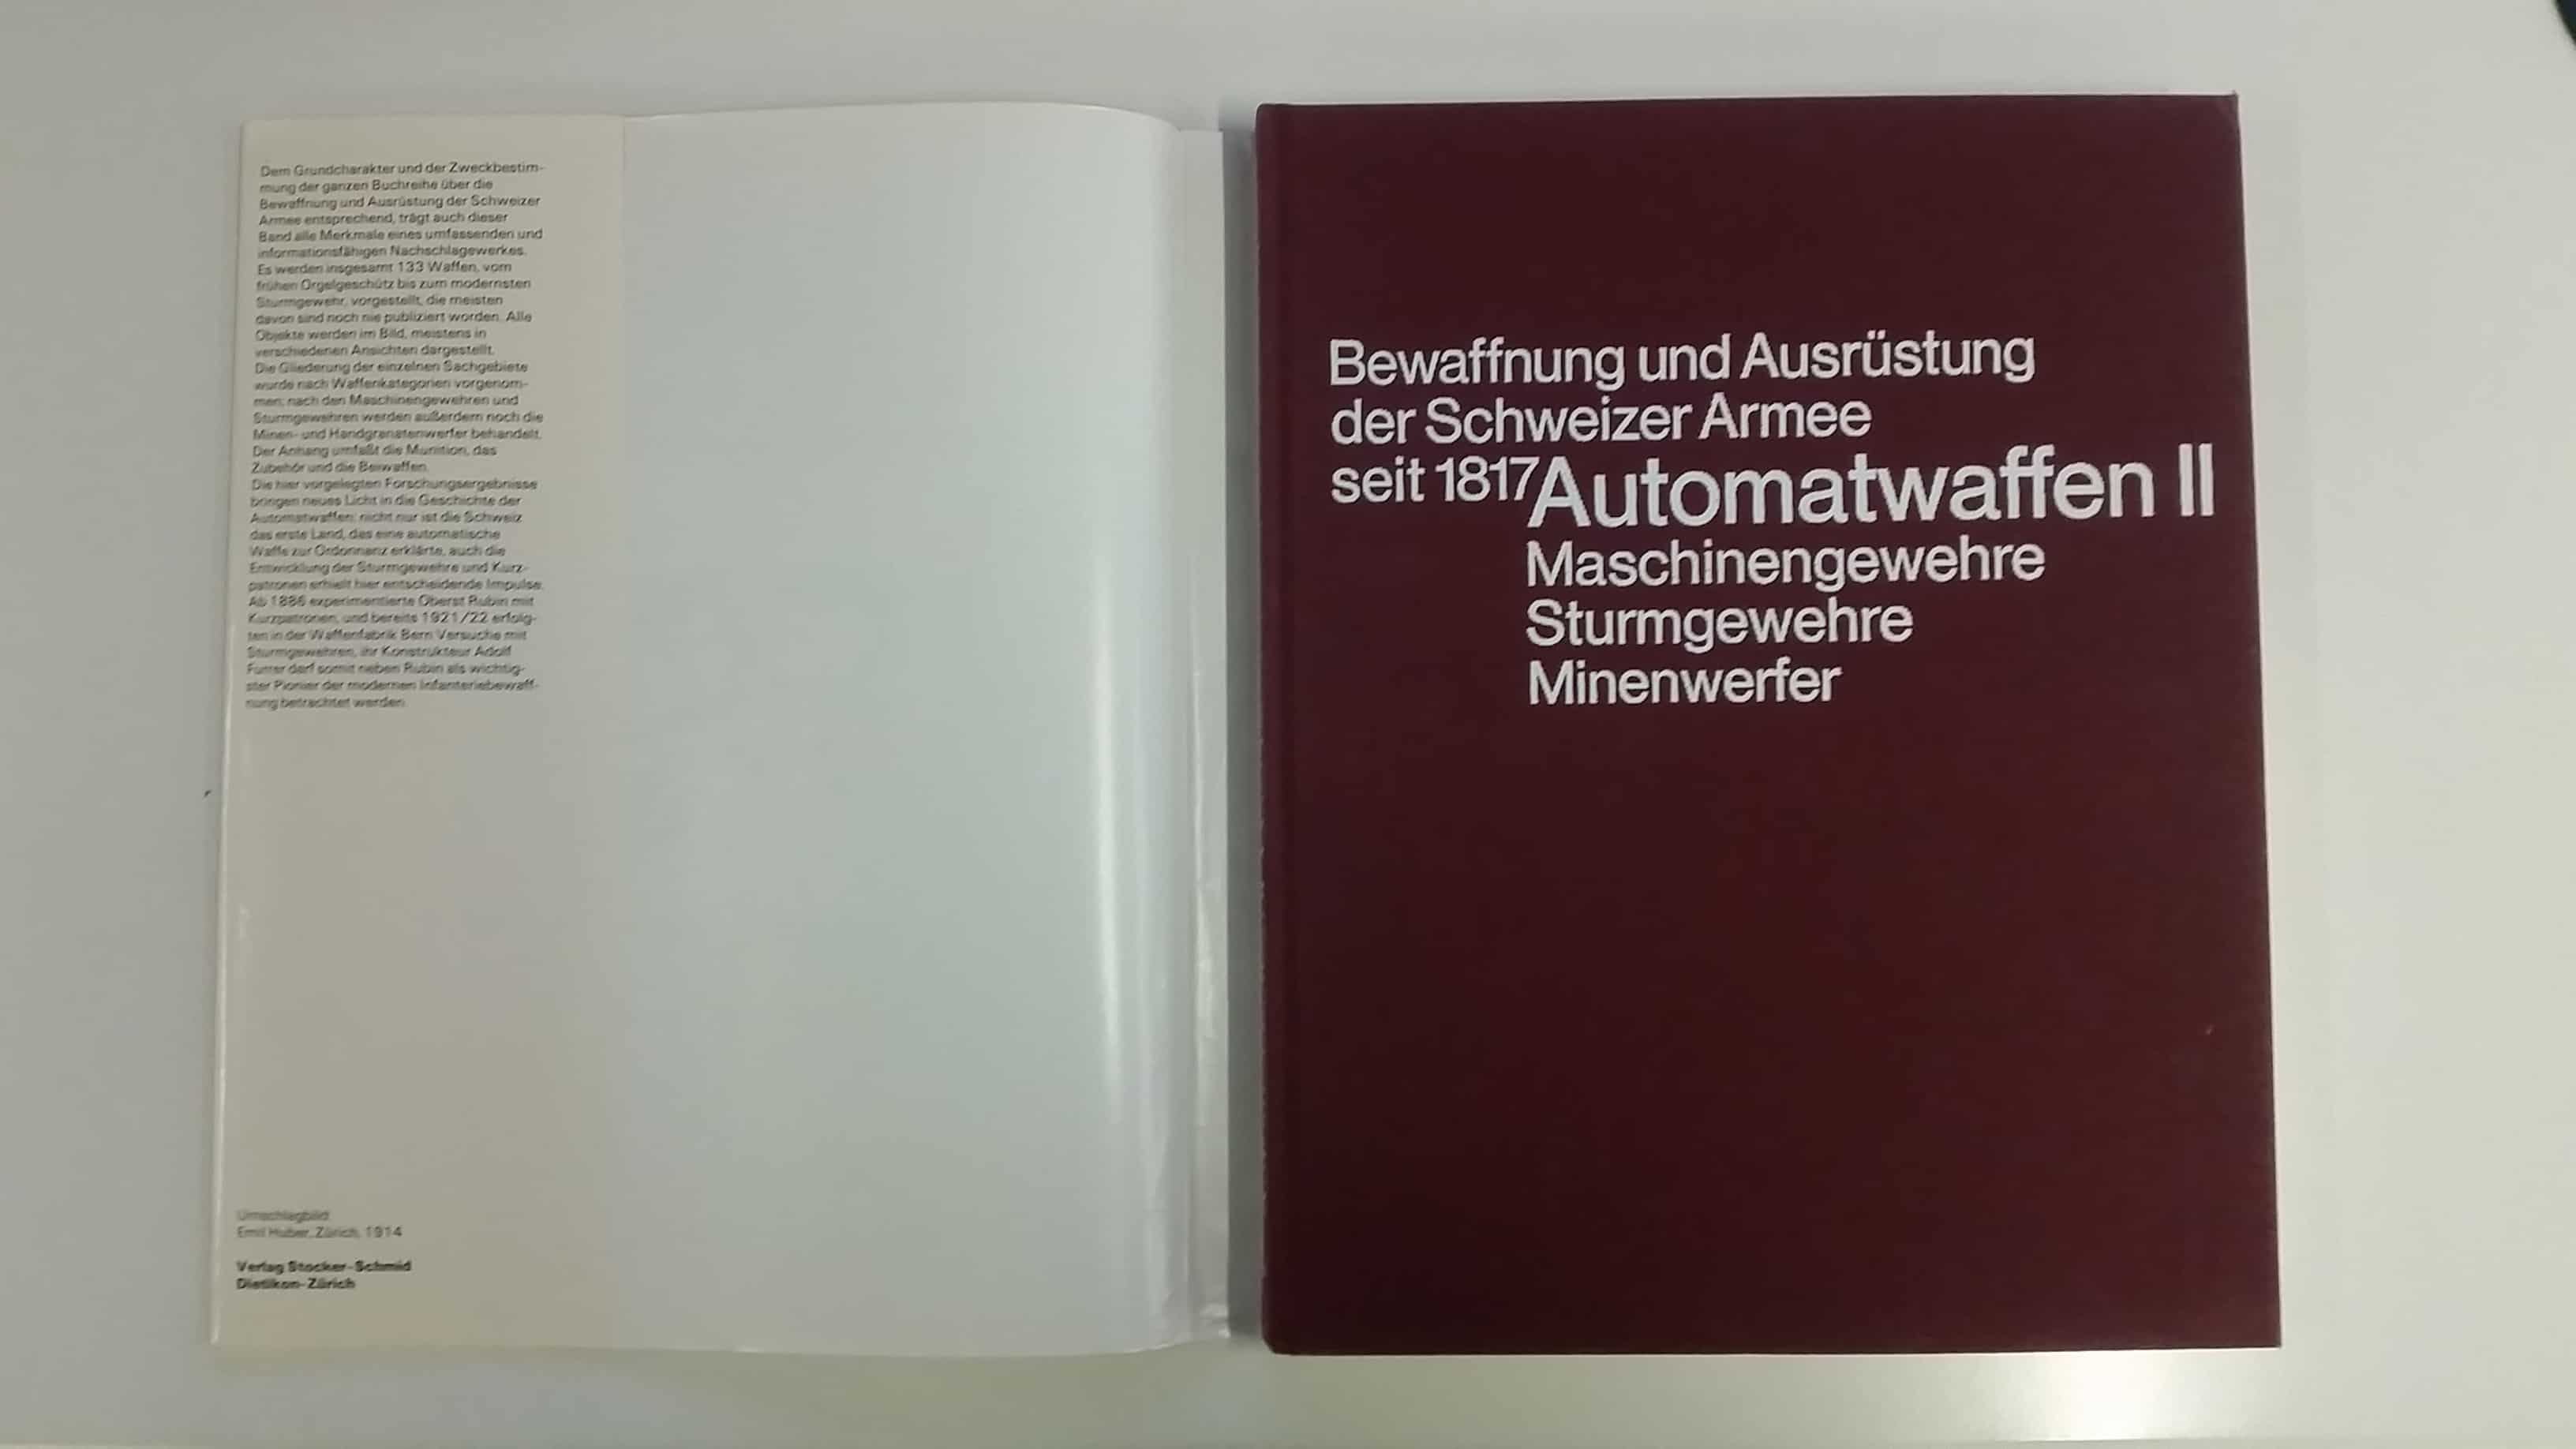 Dem Grundcharakter und der Zweckbestim-
mung der ganzen Buchreihe über die
Bewaffnung und Ausrüstung der Schweizer
Armee entsprechend, trägt auch dieser
Band alle Merkmale eines umfassenden und
informationsfähigen Nachschlagewerkes.
Es werden insgesamt 133 Waffen, vom
frühen Orgelgeschütz bis zum modernsten
Sturmgewehr, vorgestellt, die meisten
davon sind noch nie publiziert worden. Alle
Objekte werden im Bild, meistens in
verschiedenen Ansichten dargestellt.
Die Gliederung der einzelnen Sachgebiete
wurde nach Waffenkategorien vorgenom-
men; nach den Maschinengewehren und
Sturmgewehren werden außerdem noch die
Minen- und Handgranatenwerfer behandelt.
Der Anhang umfaßt die Munition, das
Zubehör und die Beiwaffen.
Die hier vorgelegten Forschungsergebnisse
bringen neues Licht in die Geschichte der
Automatwaffen: nicht nur ist die Schweiz
das erste Land, das eine automatische
Waffe zur Ordonnanz erklärte, auch die
Entwicklung der Sturmgewehre und Kurz-
patronen erhielt hier entscheidende Impulse.
Ab 1886 experimentierte Oberst Rubin mit
Kurzpatronen, und bereits 1921/22 erfolg-
ten in der Waffenfabrik Bern Versuche mit
Sturmgewehren, ihr Konstrukteur Adolf
Furrer darf somit neben Rubin als wichtig-
ster Pionier der modernen Infanteriebewaff-
nung betrachtet werden.
Umschlagbild:
Emil Huber, Zürich, 1914
Verlag Stocker-Schmid
Dietikon-Zürich
Bewaffnung und Ausrüstung
der Schweizer Armee
seit 1817 Automatwaffen II
Maschinengewehre
Sturmgewehre
Minenwerfer